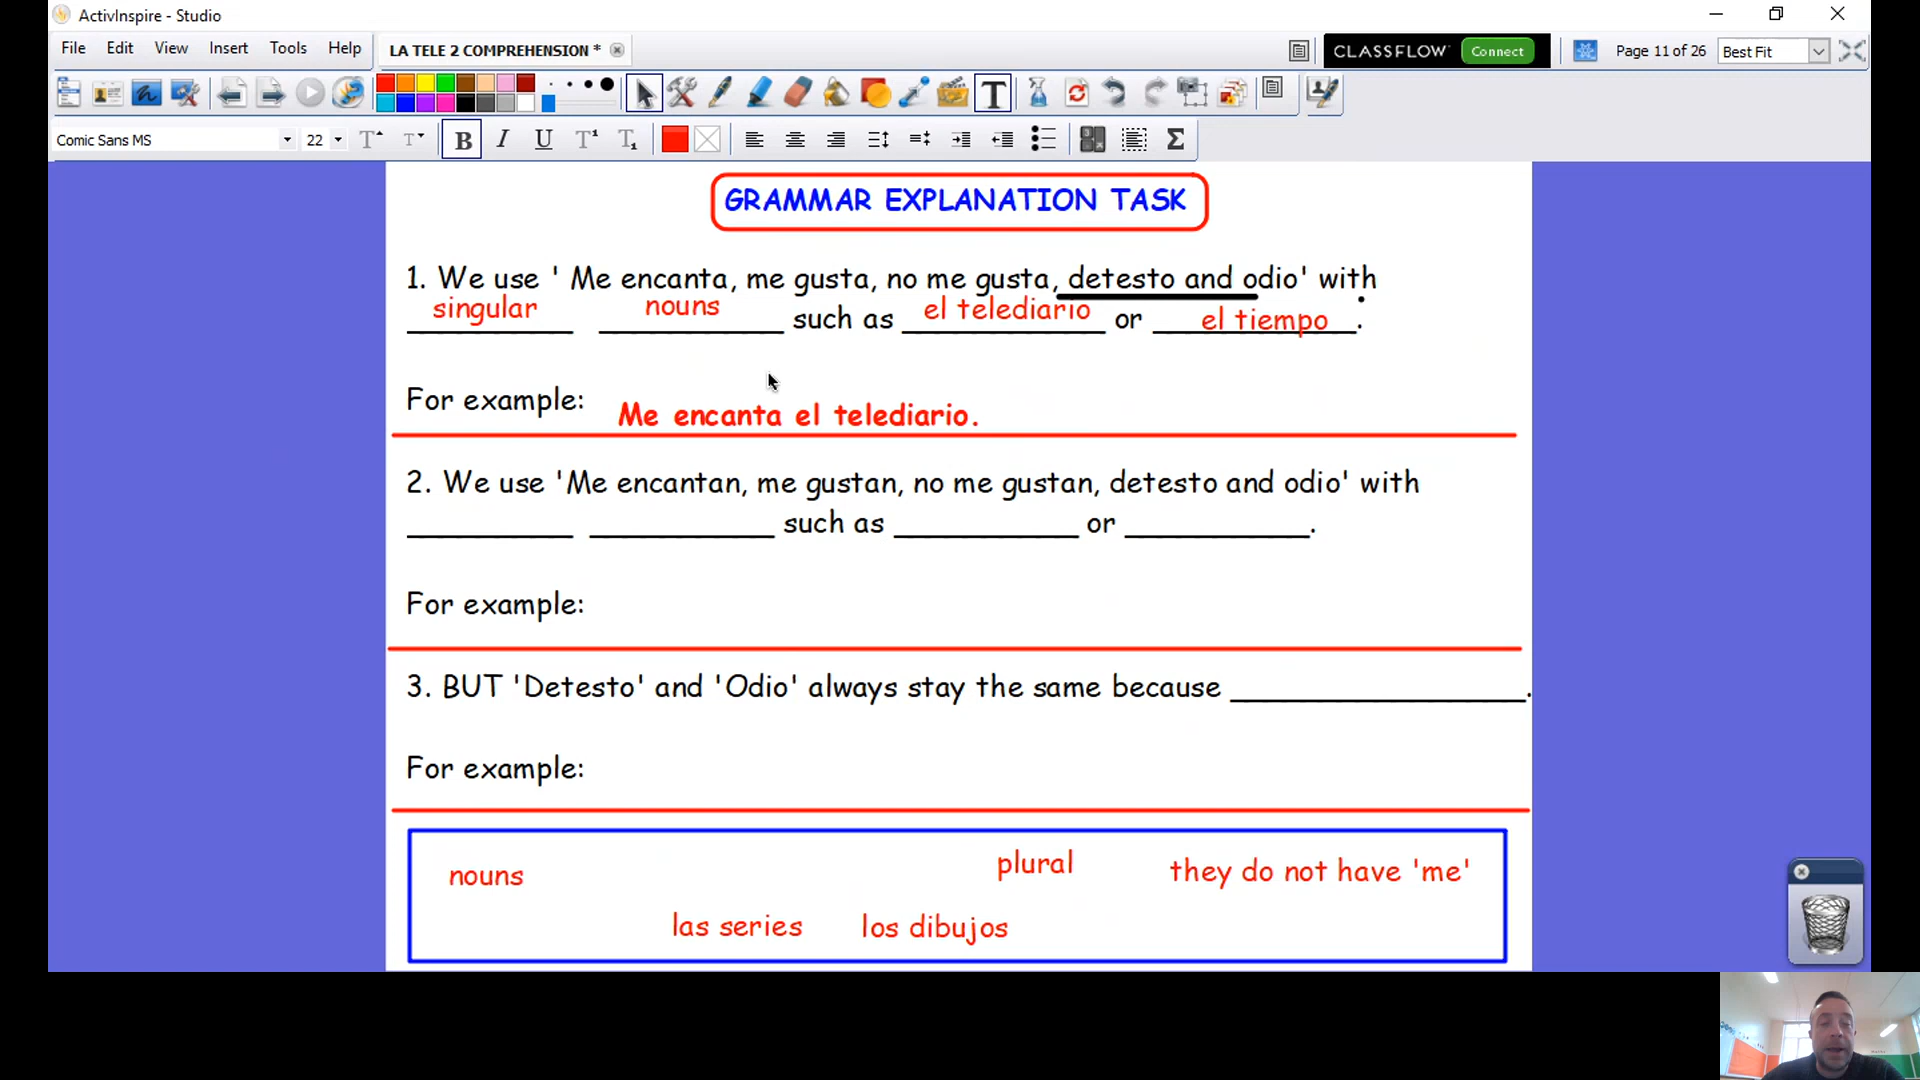 ActivInspire - Studio
File Edit View Insert Tools Help
LA TELE 2 COMPREHENSION *
CLASSFLOW Connect
Page 11 of 26
Best Fit
Comic Sans MS
22
B I U
GRAMMAR EXPLANATION TASK
1. We use ' Me encanta, me gusta, no me gusta, detesto and odio' with
singular nouns such as el telediario or el tiempo.
For example: Me encanta el telediario.
2. We use 'Me encantan, me gustan, no me gustan, detesto and odio' with
__________ ___________ such as ___________ or ___________.
For example:
3. BUT 'Detesto' and 'Odio' always stay the same because __________________.
For example:
nouns plural they do not have 'me'
las series los dibujos